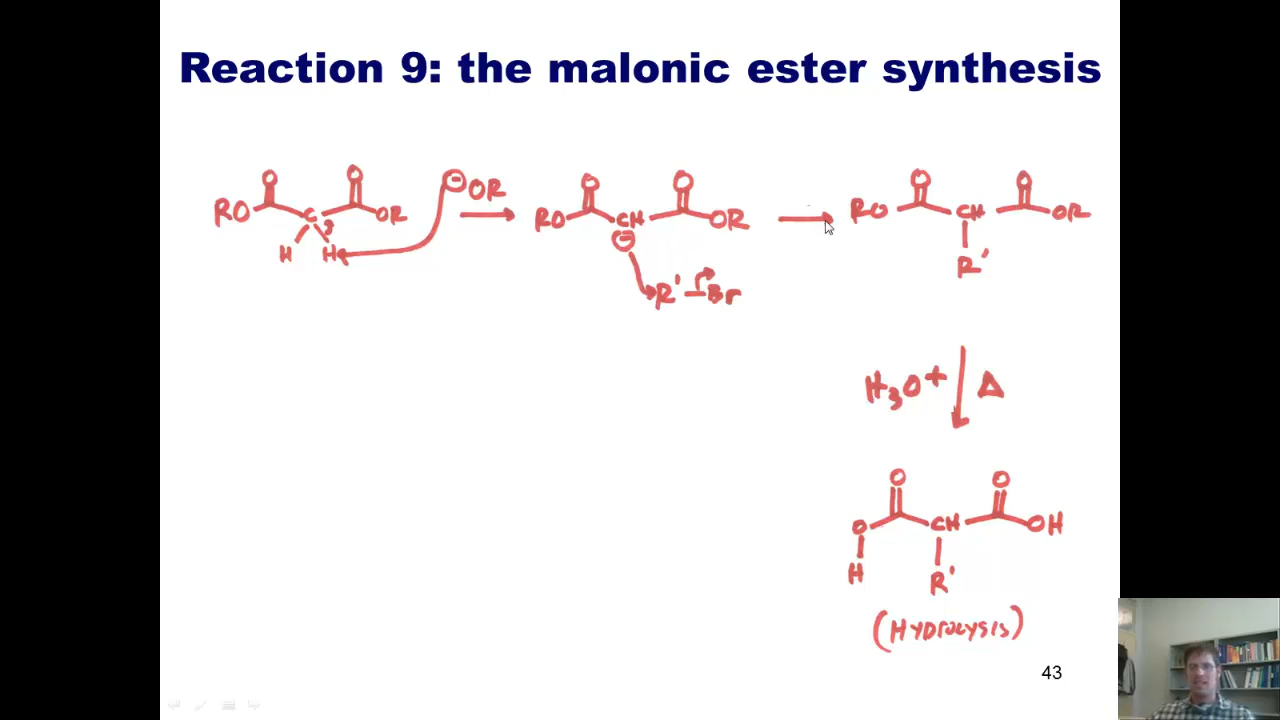 Reaction 9: the malonic ester synthesis
O O ⊖OR O O O O
RO C OR RO CH OR RO CH OR
H H ⊖ R'
R' Br
H3O+ Δ
O O
O CH OH
H R'
(HYDROLYSIS)
43